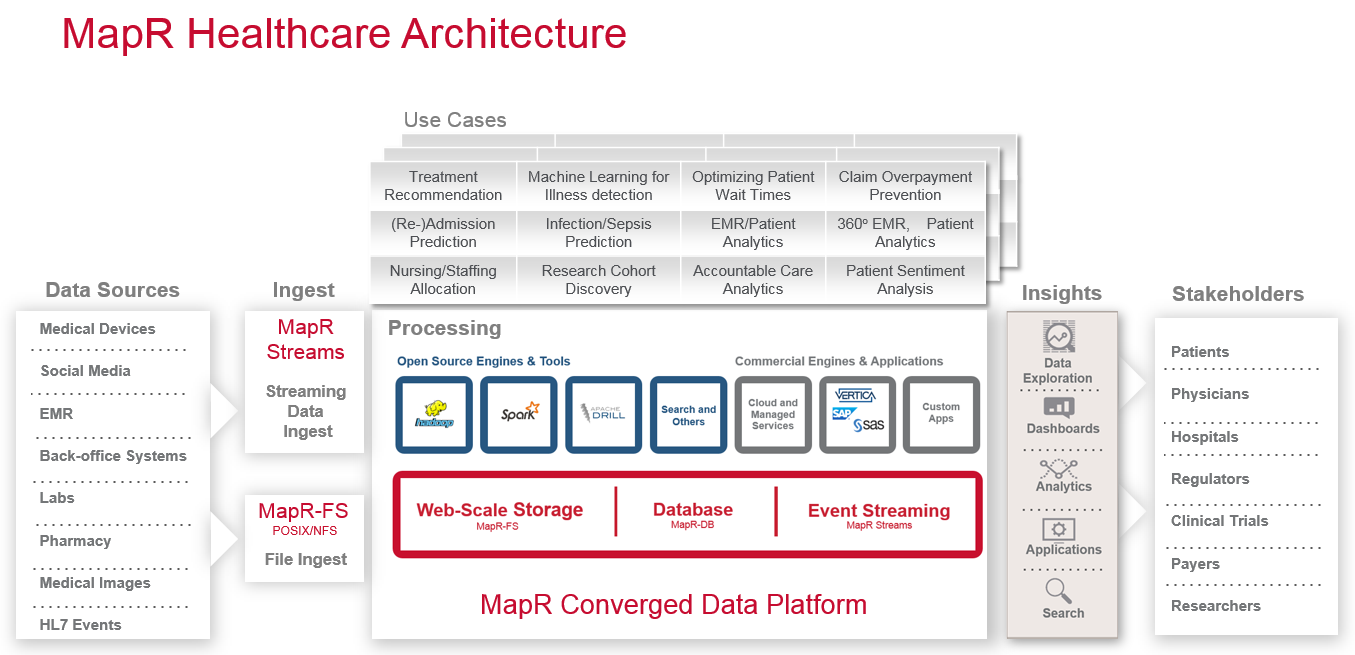 MapR Healthcare Architecture
Use Cases
Treatment
Recommendation
Machine Learning for
Illness detection
Optimizing Patient
Wait Times
Claim Overpayment
Prevention
(Re-)Admission
Prediction
Infection/Sepsis
Prediction
EMR/Patient
Analytics
360º EMR, Patient
Analytics
Nursing/Staffing
Allocation
Research Cohort
Discovery
Accountable Care
Analytics
Patient Sentiment
Analysis
Data Sources
Medical Devices
Social Media
EMR
Back-office Systems
Labs
Pharmacy
Medical Images
HL7 Events
Ingest
MapR
Streams
Streaming
Data
Ingest
MapR-FS
POSIX/NFS
File Ingest
Processing
Open Source Engines & Tools
Commercial Engines & Applications
hadoop
Spark
APACHE
DRILL
Search and
Others
Cloud and
Managed
Services
VERTICA
SAP
sas
Custom
Apps
Web-Scale Storage
MapR-FS
Database
MapR-DB
Event Streaming
MapR Streams
MapR Converged Data Platform
Insights
Data
Exploration
Dashboards
Analytics
Applications
Search
Stakeholders
Patients
Physicians
Hospitals
Regulators
Clinical Trials
Payers
Researchers